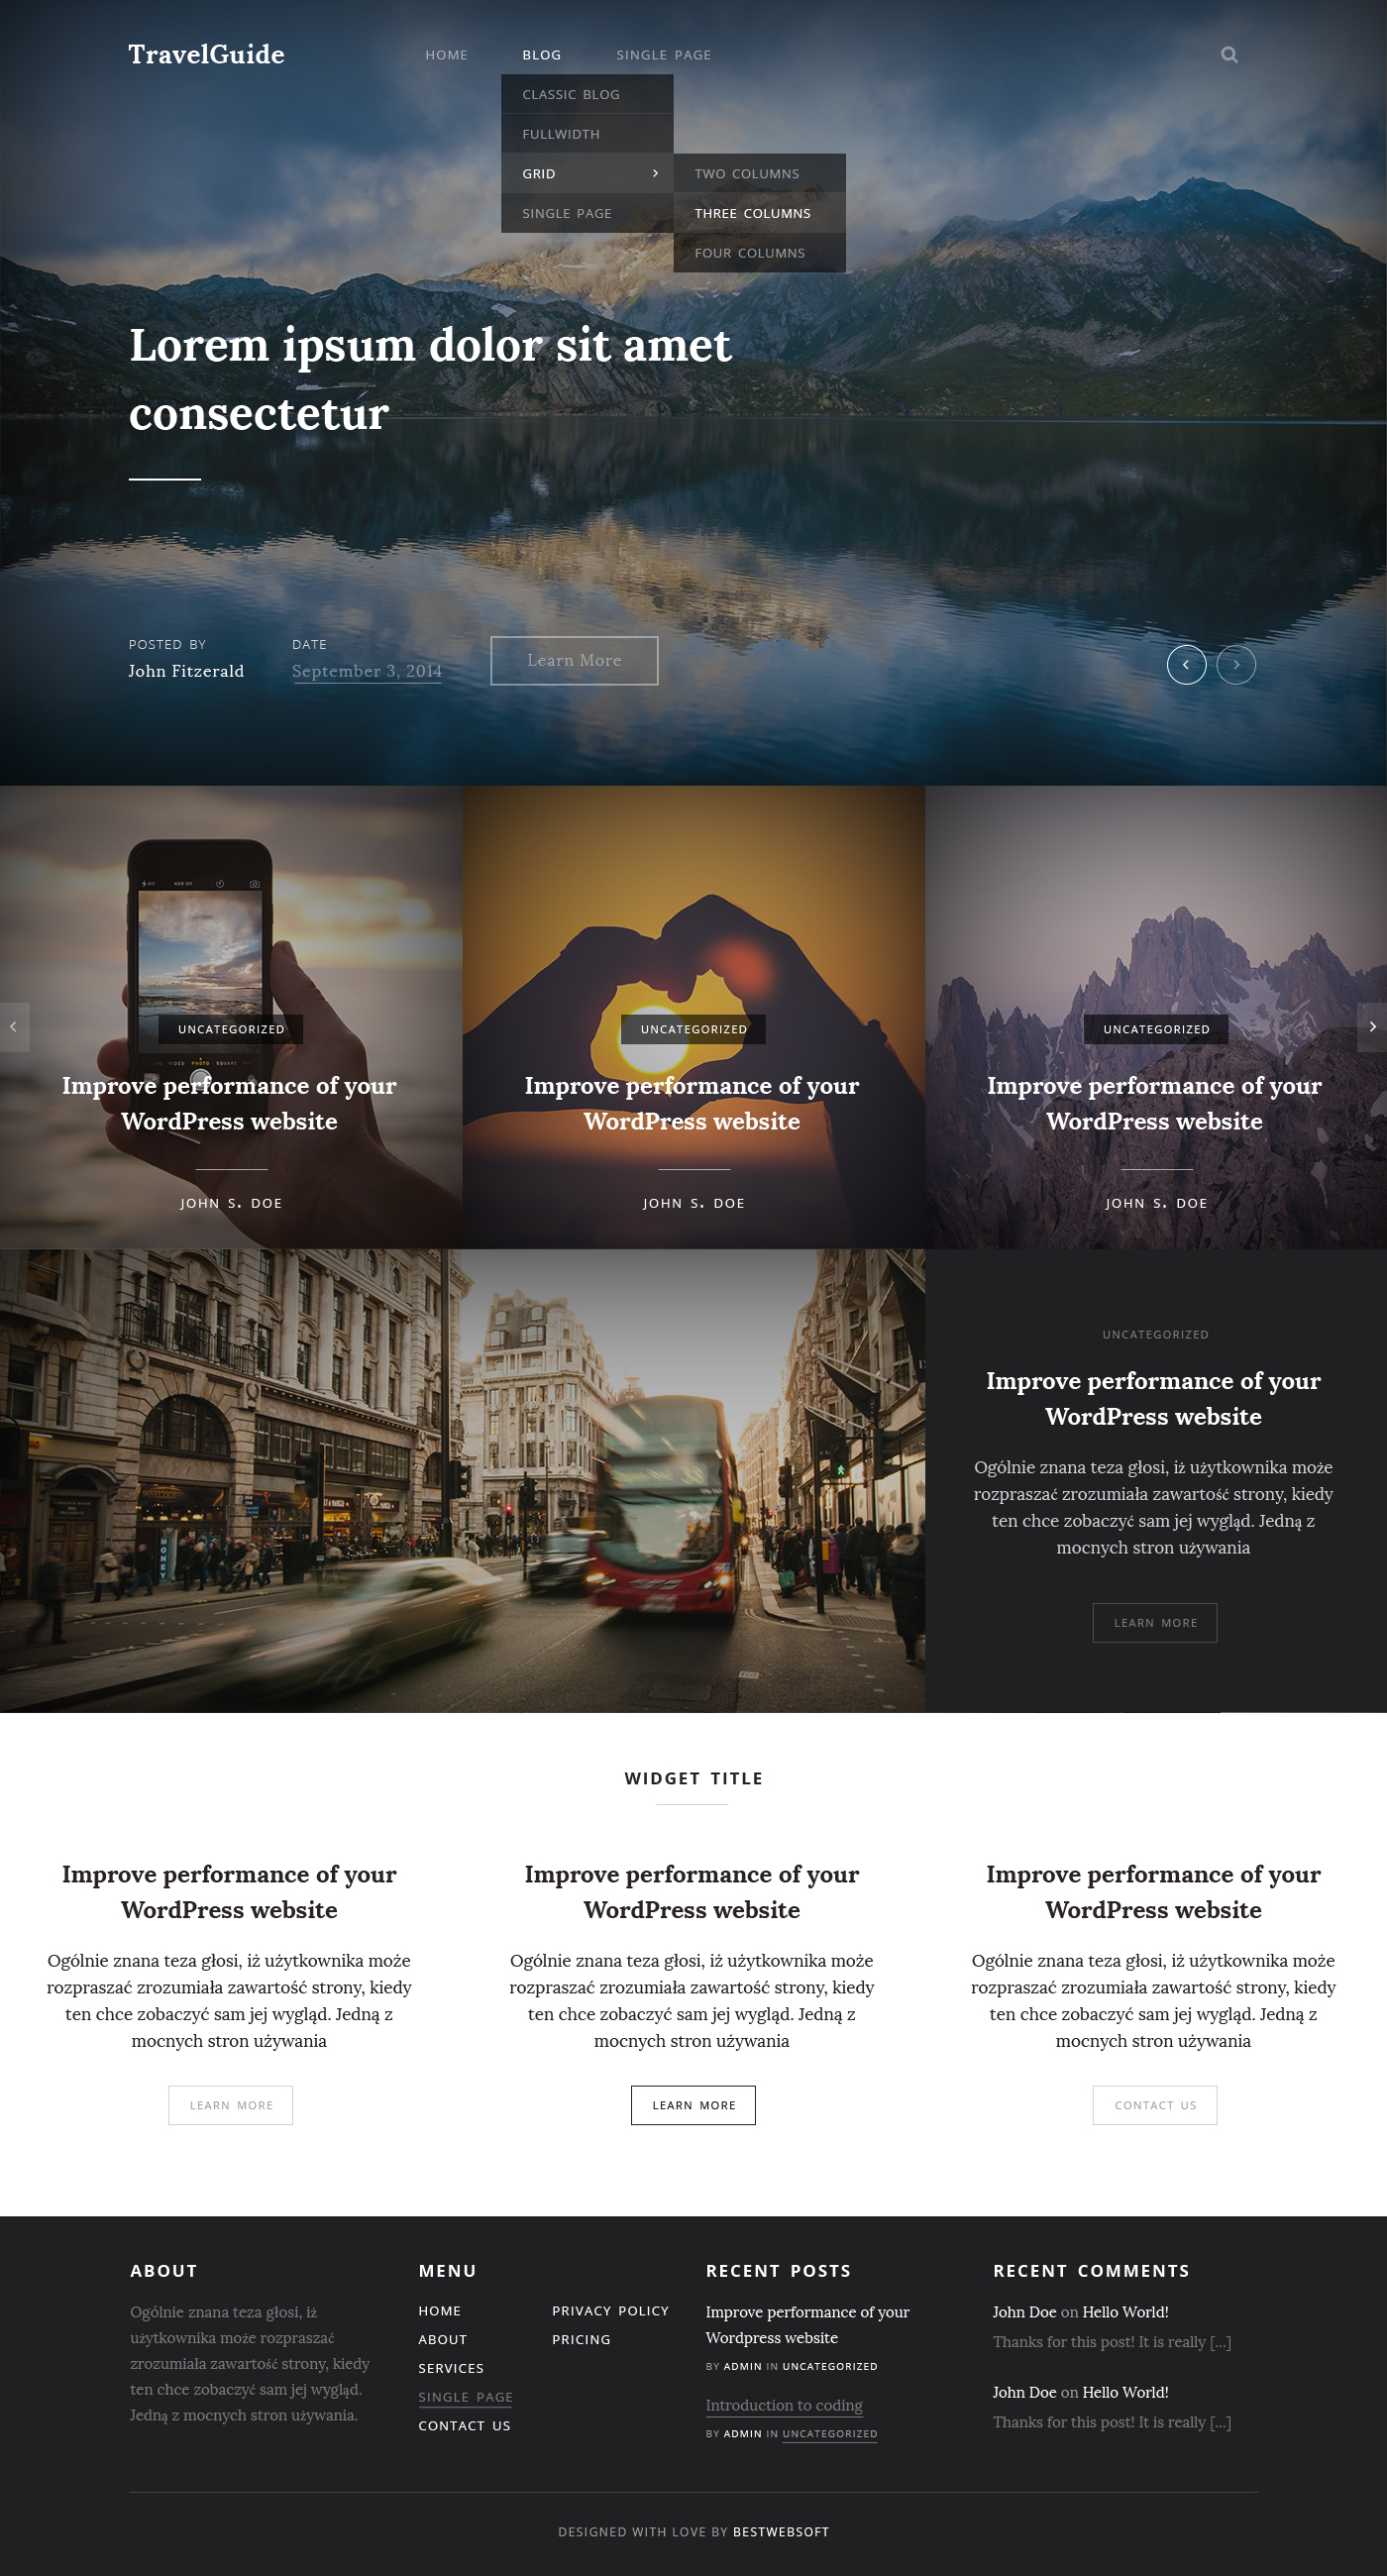 TravelGuide
HOME
BLOG
SINGLE PAGE
CLASSIC BLOG
FULLWIDTH
GRID
SINGLE PAGE
TWO COLUMNS
THREE COLUMNS
FOUR COLUMNS
Lorem ipsum dolor sit amet
consectetur
POSTED BY
John Fitzerald
DATE
September 3, 2014
Learn More
UNCATEGORIZED
Improve performance of your
WordPress website
JOHN S. DOE
UNCATEGORIZED
Improve performance of your
WordPress website
JOHN S. DOE
UNCATEGORIZED
Improve performance of your
WordPress website
JOHN S. DOE
MONEY
UNCATEGORIZED
Improve performance of your
WordPress website
Ogólnie znana teza głosi, iż użytkownika może
rozpraszać zrozumiała zawartość strony, kiedy
ten chce zobaczyć sam jej wygląd. Jedną z
mocnych stron używania
LEARN MORE
WIDGET TITLE
Improve performance of your
WordPress website
Ogólnie znana teza głosi, iż użytkownika może
rozpraszać zrozumiała zawartość strony, kiedy
ten chce zobaczyć sam jej wygląd. Jedną z
mocnych stron używania
LEARN MORE
Improve performance of your
WordPress website
Ogólnie znana teza głosi, iż użytkownika może
rozpraszać zrozumiała zawartość strony, kiedy
ten chce zobaczyć sam jej wygląd. Jedną z
mocnych stron używania
LEARN MORE
Improve performance of your
WordPress website
Ogólnie znana teza głosi, iż użytkownika może
rozpraszać zrozumiała zawartość strony, kiedy
ten chce zobaczyć sam jej wygląd. Jedną z
mocnych stron używania
CONTACT US
ABOUT
Ogólnie znana teza głosi, iż
użytkownika może rozpraszać
zrozumiała zawartość strony, kiedy
ten chce zobaczyć sam jej wygląd.
Jedną z mocnych stron używania.
MENU
HOME
ABOUT
SERVICES
SINGLE PAGE
CONTACT US
PRIVACY POLICY
PRICING
RECENT POSTS
Improve performance of your
Wordpress website
BY ADMIN IN UNCATEGORIZED
Introduction to coding
BY ADMIN IN UNCATEGORIZED
RECENT COMMENTS
John Doe on Hello World!
Thanks for this post! It is really [...]
John Doe on Hello World!
Thanks for this post! It is really [...]
DESIGNED WITH LOVE BY BESTWEBSOFT